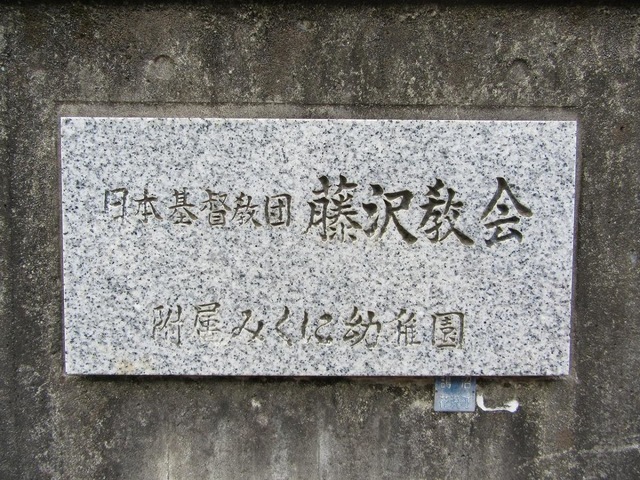 日本基督教団 藤沢教会
附属みくに幼稚園